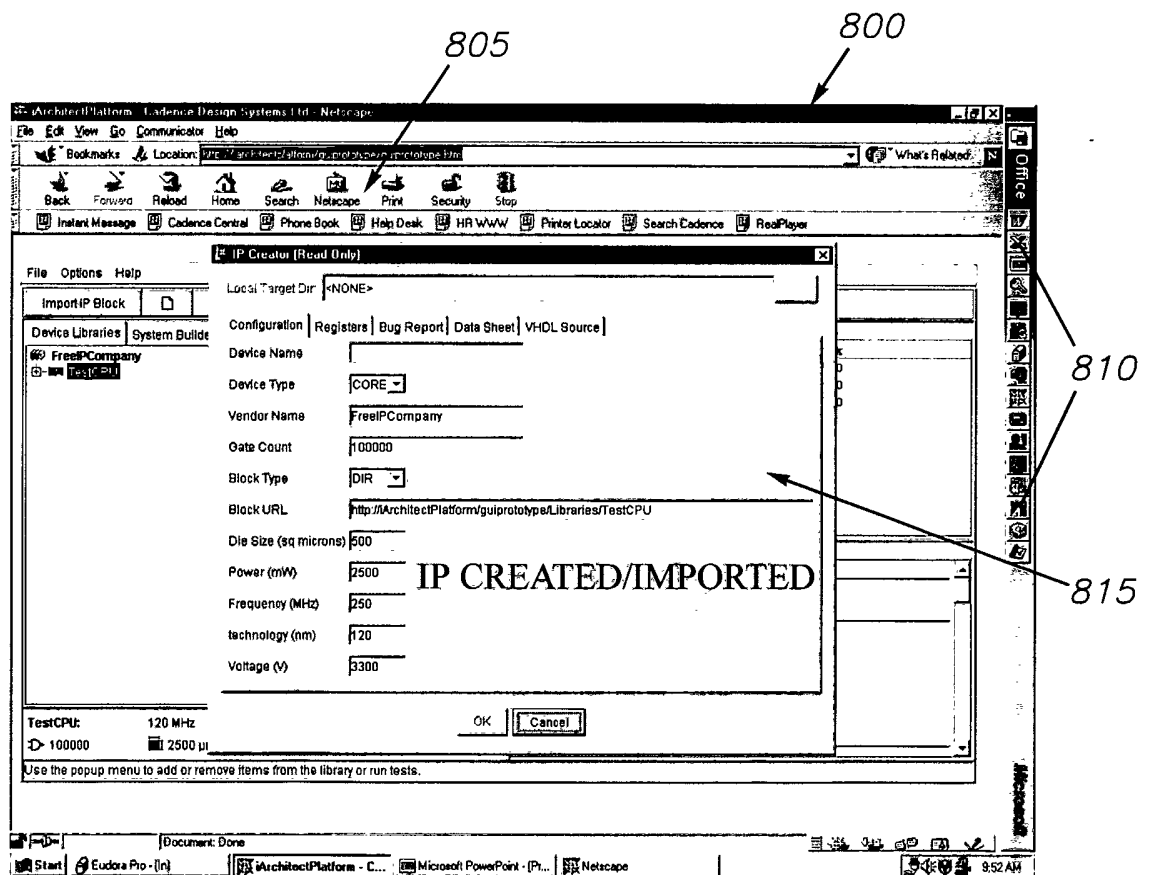 800
805
iArchitectPlatform - Cadence Design Systems Ltd - Netscape
File Edit View Go Communicator Help
Bookmarks Location: What's Related
Back Forward Reload Home Search Netscape Print Security Stop
Instant Message Cadence Central Phone Book Help Desk HR WWW Printer Locator Search Cadence RealPlayer
Office
IP Creator (Read Only)
File Options Help
Local Target Dir: <NONE>
Import IP Block
Configuration Registers Bug Report Data Sheet VHDL Source
Device Libraries System Builde
FreeIPCompany
TestCPU
Device Name
Device Type CORE
Vendor Name FreeIPCompany
Gate Count 100000
Block Type DIR
Block URL http://iArchitectPlatform/guiprototype/Libraries/TestCPU
Die Size (sq microns) 500
Power (mW) 2500
Frequency (MHz) 250
technology (nm) 120
Voltage (V) 3300
IP CREATED/IMPORTED
810
815
OK Cancel
TestCPU: 120 MHz
100000 2500 µ
Use the popup menu to add or remove items from the library or run tests.
Microsoft
Document: Done
Start Eudora Pro - [In] iArchitectPlatform - C... Microsoft PowerPoint - [Pr... Netscape 9:52 AM